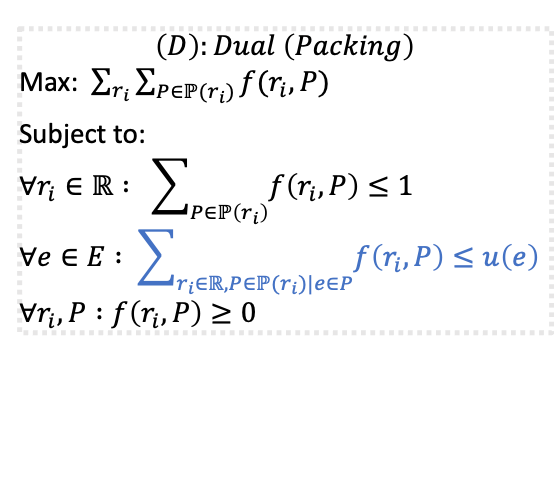 (D): Dual (Packing)
Max: ∑_{r_i} ∑_{P∈ℙ(r_i)} f(r_i, P)
Subject to:
∀r_i ∈ ℝ : ∑_{P∈ℙ(r_i)} f(r_i, P) ≤ 1
∀e ∈ E : ∑_{r_i∈ℝ,P∈ℙ(r_i)|e∈P} f(r_i, P) ≤ u(e)
∀r_i, P : f(r_i, P) ≥ 0